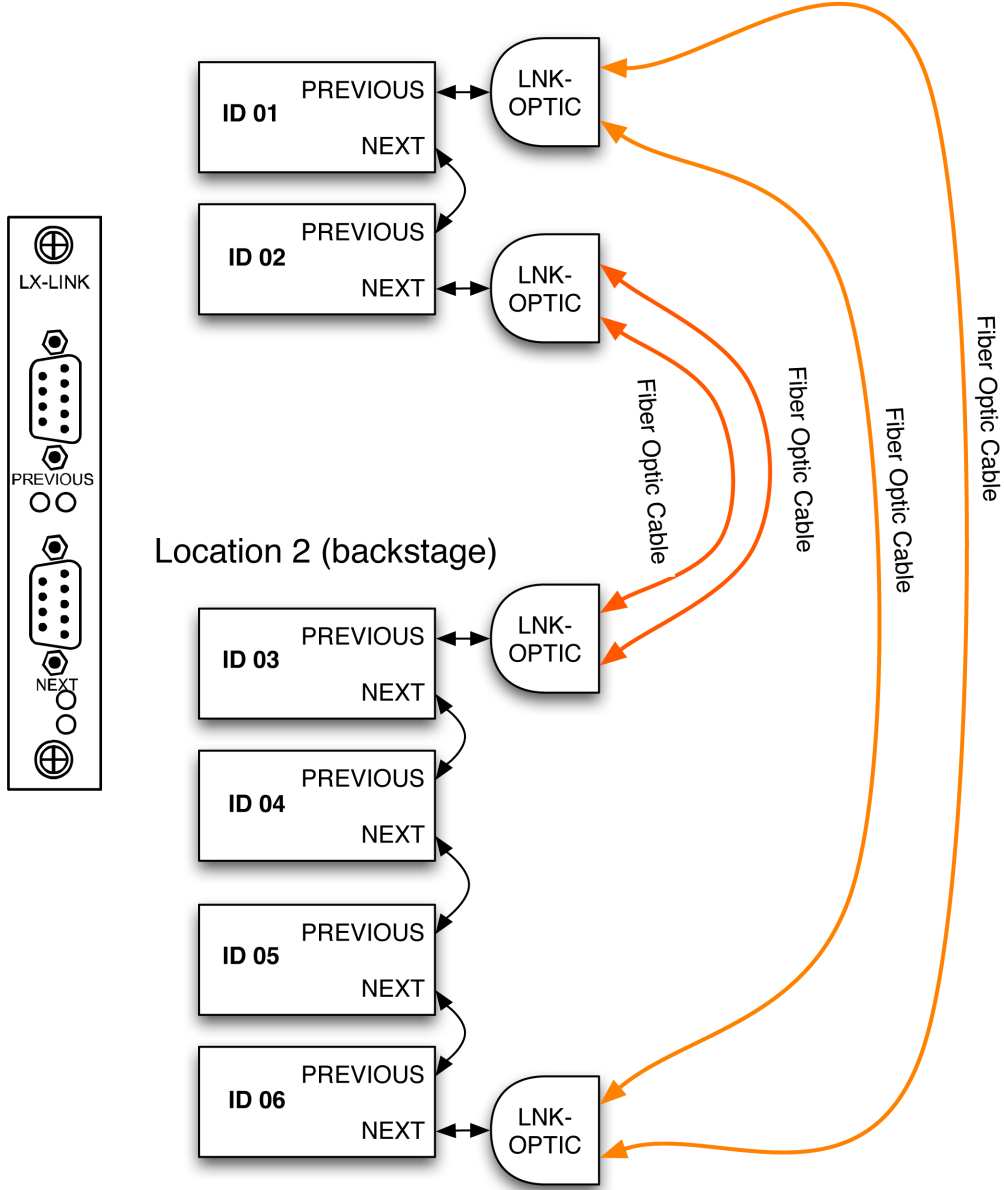 LX-LINK
PREVIOUS
NEXT
ID 01
PREVIOUS
NEXT
LNK-
OPTIC
ID 02
PREVIOUS
NEXT
LNK-
OPTIC
Fiber Optic Cable
Fiber Optic Cable
Fiber Optic Cable
Fiber Optic Cable
Location 2 (backstage)
ID 03
PREVIOUS
NEXT
LNK-
OPTIC
ID 04
PREVIOUS
NEXT
ID 05
PREVIOUS
NEXT
ID 06
PREVIOUS
NEXT
LNK-
OPTIC